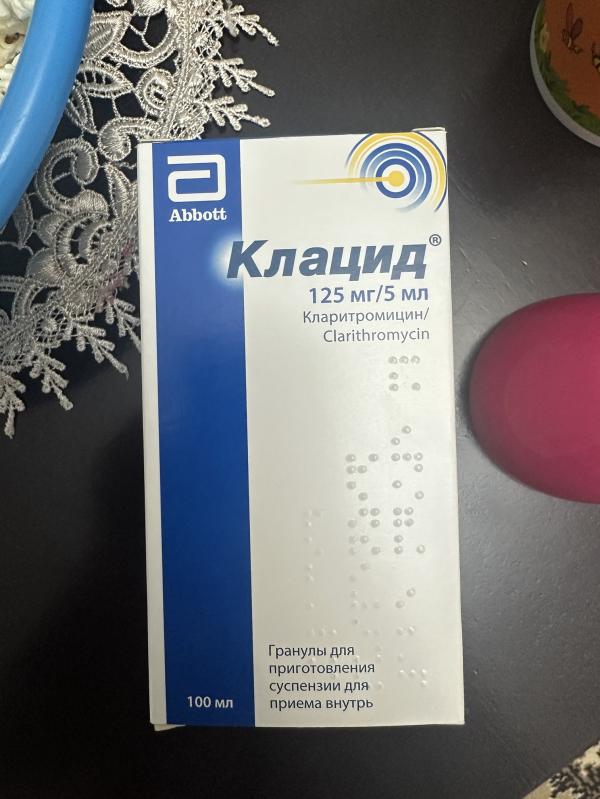 Abbott
Клацид®
125 мг/5 мл
Кларитромицин/
Clarithromycin
Гранулы для
приготовления
суспензии для
приема внутрь
100 мл